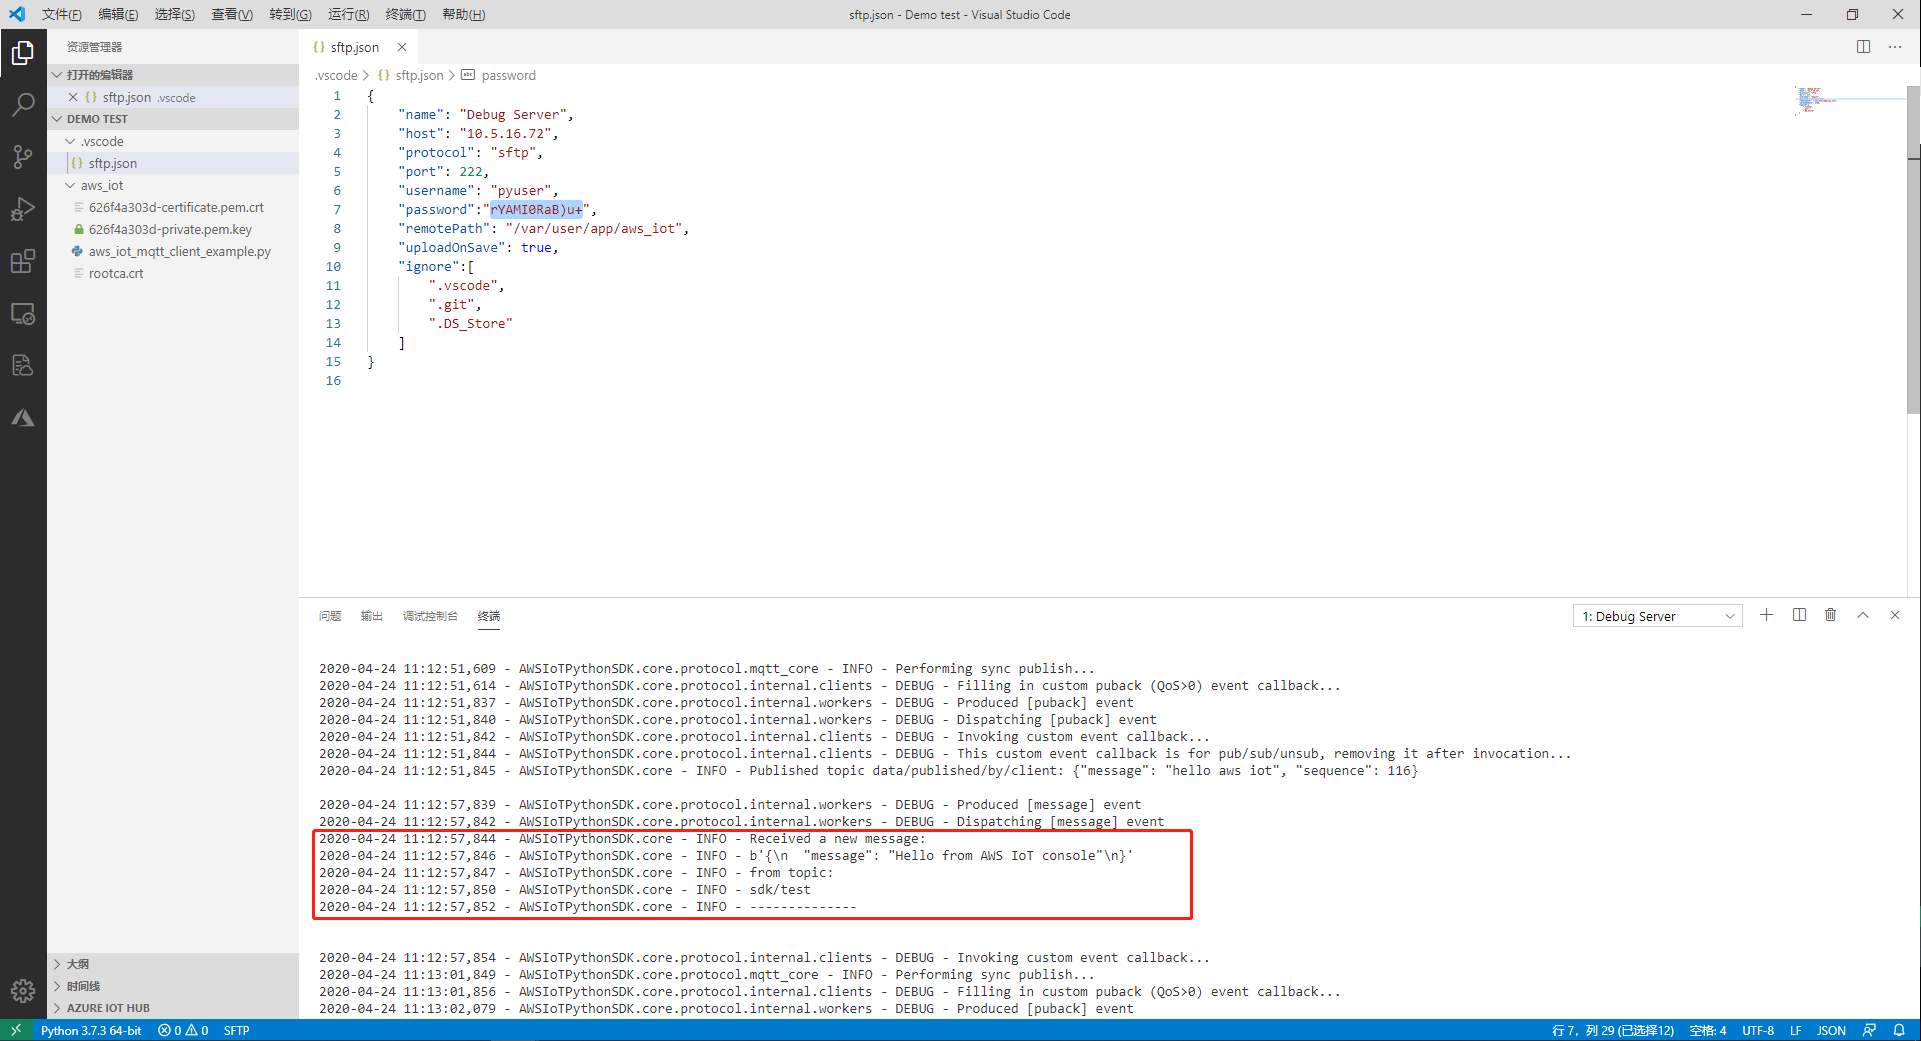 文件(F) 编辑(E) 选择(S) 查看(V) 转到(G) 运行(R) 终端(T) 帮助(H) sftp.json - Demo test - Visual Studio Code
资源管理器
打开的编辑器
sftp.json .vscode
DEMO TEST
.vscode
sftp.json
aws_iot
626f4a303d-certificate.pem.crt
626f4a303d-private.pem.key
aws_iot_mqtt_client_example.py
rootca.crt
大纲
时间线
AZURE IOT HUB
{} sftp.json
.vscode > {} sftp.json > password
1 {
2 "name": "Debug Server",
3 "host": "10.5.16.72",
4 "protocol": "sftp",
5 "port": 222,
6 "username": "pyuser",
7 "password":"rYAMI0RaB)u+",
8 "remotePath": "/var/user/app/aws_iot",
9 "uploadOnSave": true,
10 "ignore":[
11 ".vscode",
12 ".git",
13 ".DS_Store"
14 ]
15 }
16
问题 输出 调试控制台 终端 1: Debug Server
2020-04-24 11:12:51,609 - AWSIoTPythonSDK.core.protocol.mqtt_core - INFO - Performing sync publish...
2020-04-24 11:12:51,614 - AWSIoTPythonSDK.core.protocol.internal.clients - DEBUG - Filling in custom puback (QoS>0) event callback...
2020-04-24 11:12:51,837 - AWSIoTPythonSDK.core.protocol.internal.workers - DEBUG - Produced [puback] event
2020-04-24 11:12:51,840 - AWSIoTPythonSDK.core.protocol.internal.workers - DEBUG - Dispatching [puback] event
2020-04-24 11:12:51,842 - AWSIoTPythonSDK.core.protocol.internal.clients - DEBUG - Invoking custom event callback...
2020-04-24 11:12:51,844 - AWSIoTPythonSDK.core.protocol.internal.clients - DEBUG - This custom event callback is for pub/sub/unsub, removing it after invocation...
2020-04-24 11:12:51,845 - AWSIoTPythonSDK.core - INFO - Published topic data/published/by/client: {"message": "hello aws iot", "sequence": 116}
2020-04-24 11:12:57,839 - AWSIoTPythonSDK.core.protocol.internal.workers - DEBUG - Produced [message] event
2020-04-24 11:12:57,842 - AWSIoTPythonSDK.core.protocol.internal.workers - DEBUG - Dispatching [message] event
2020-04-24 11:12:57,844 - AWSIoTPythonSDK.core - INFO - Received a new message:
2020-04-24 11:12:57,846 - AWSIoTPythonSDK.core - INFO - b'{\n  "message": "Hello from AWS IoT console"\n}'
2020-04-24 11:12:57,847 - AWSIoTPythonSDK.core - INFO - from topic:
2020-04-24 11:12:57,850 - AWSIoTPythonSDK.core - INFO - sdk/test
2020-04-24 11:12:57,852 - AWSIoTPythonSDK.core - INFO - --------------
2020-04-24 11:12:57,854 - AWSIoTPythonSDK.core.protocol.internal.clients - DEBUG - Invoking custom event callback...
2020-04-24 11:13:01,849 - AWSIoTPythonSDK.core.protocol.mqtt_core - INFO - Performing sync publish...
2020-04-24 11:13:01,856 - AWSIoTPythonSDK.core.protocol.internal.clients - DEBUG - Filling in custom puback (QoS>0) event callback...
2020-04-24 11:13:02,079 - AWSIoTPythonSDK.core.protocol.internal.workers - DEBUG - Produced [puback] event
Python 3.7.3 64-bit 0 0 SFTP 行 7，列 29 (已选择12) 空格: 4 UTF-8 LF JSON